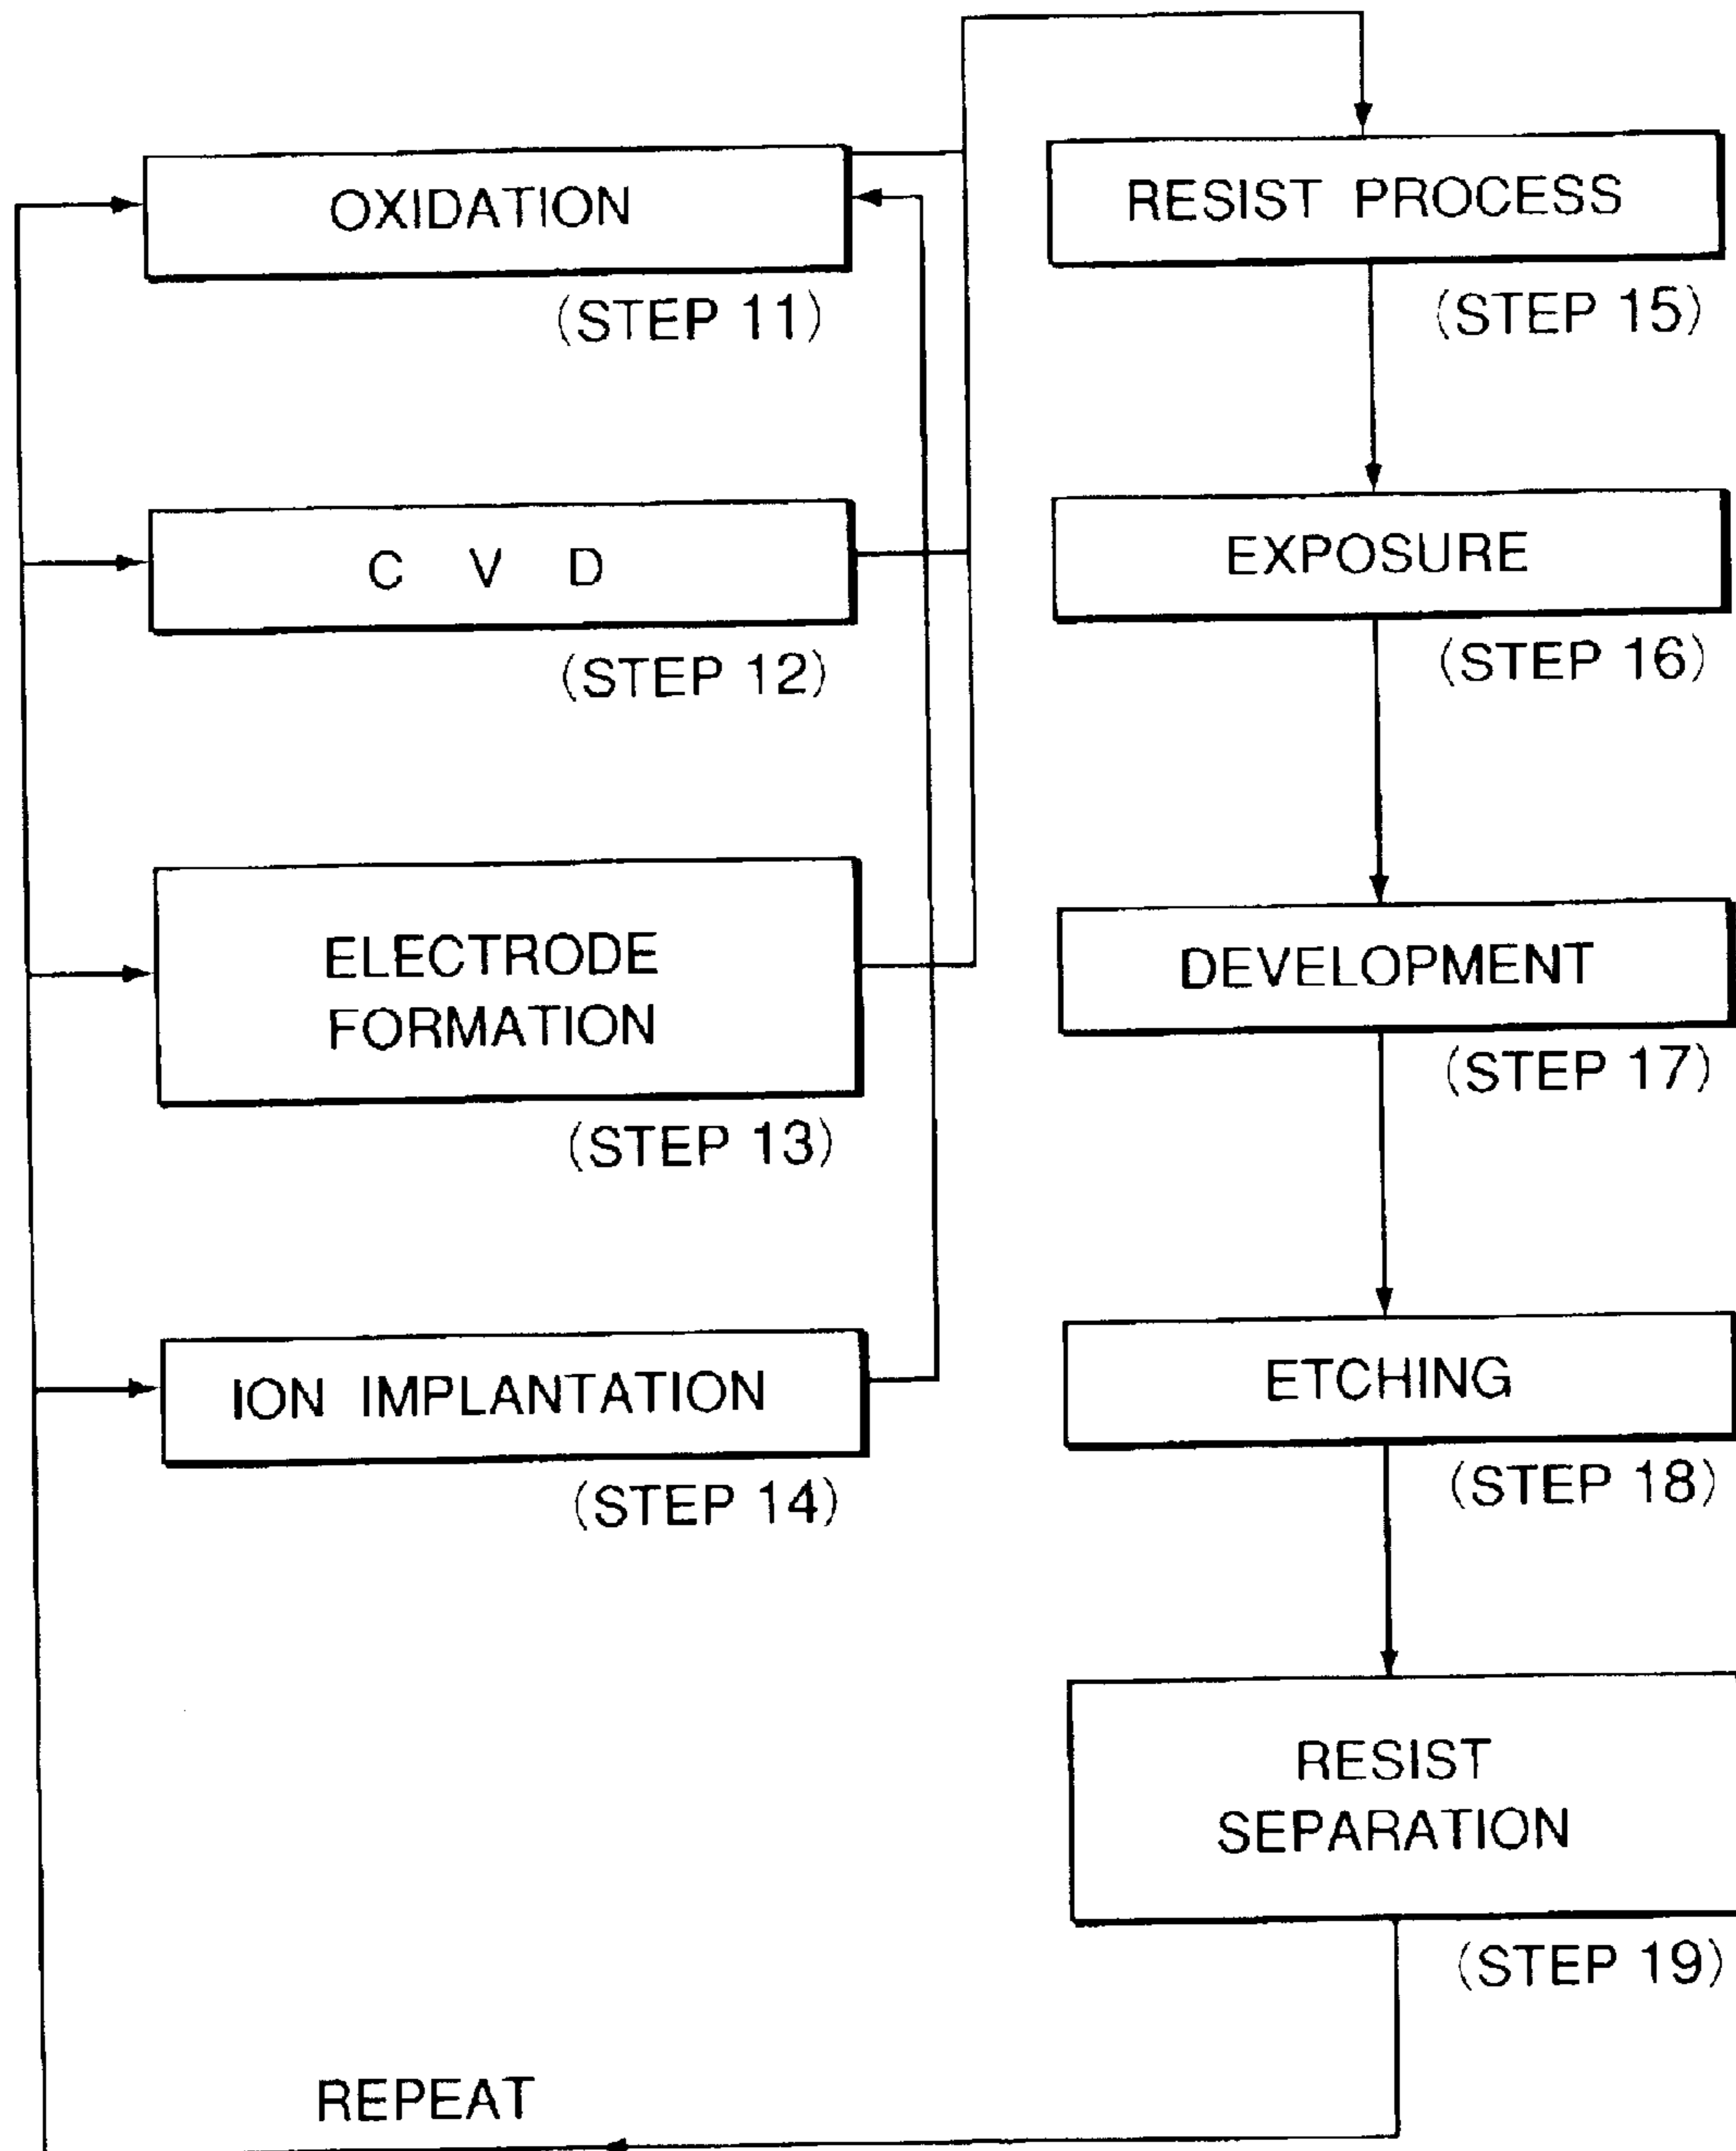 OXIDATION
(STEP 11)
C V D
(STEP 12)
ELECTRODE
FORMATION
(STEP 13)
ION IMPLANTATION
(STEP 14)
RESIST PROCESS
(STEP 15)
EXPOSURE
(STEP 16)
DEVELOPMENT
(STEP 17)
ETCHING
(STEP 18)
RESIST
SEPARATION
(STEP 19)
REPEAT